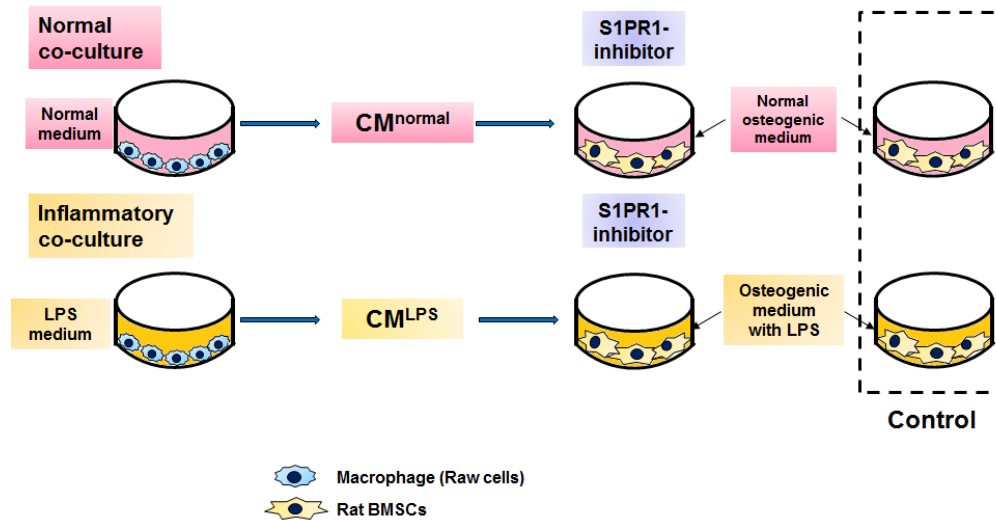 Normal
co-culture
S1PR1-
inhibitor
Normal
medium
CMnormal
Normal
osteogenic
medium
Inflammatory
co-culture
S1PR1-
inhibitor
LPS
medium
CMLPS
Osteogenic
medium
with LPS
Control
Macrophage (Raw cells)
Rat BMSCs